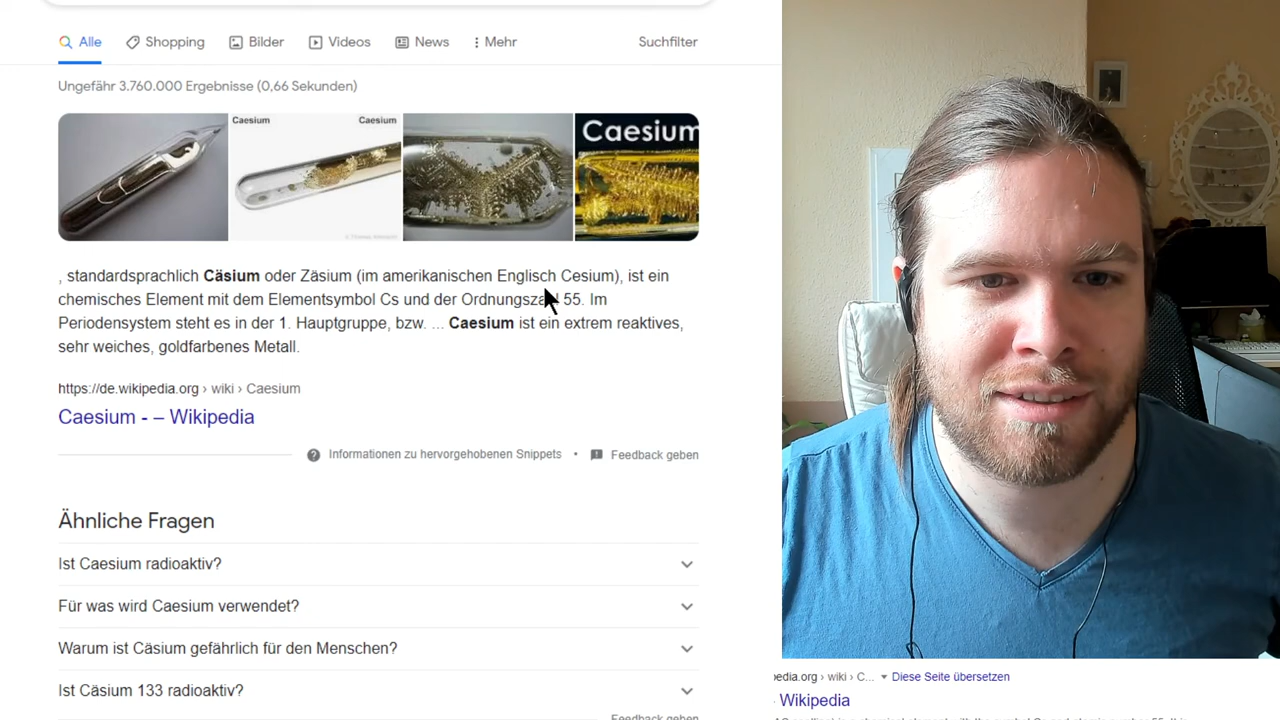 Alle Shopping Bilder Videos News Mehr Suchfilter
Ungefähr 3.760.000 Ergebnisse (0,66 Sekunden)
Caesium Caesium
Caesium
, standardsprachlich Cäsium oder Zäsium (im amerikanischen Englisch Cesium), ist ein
chemisches Element mit dem Elementsymbol Cs und der Ordnungszahl 55. Im
Periodensystem steht es in der 1. Hauptgruppe, bzw. ... Caesium ist ein extrem reaktives,
sehr weiches, goldfarbenes Metall.
https://de.wikipedia.org › wiki › Caesium
Caesium - – Wikipedia
Informationen zu hervorgehobenen Snippets • Feedback geben
Ähnliche Fragen
Ist Caesium radioaktiv?
Für was wird Caesium verwendet?
Warum ist Cäsium gefährlich für den Menschen?
Ist Cäsium 133 radioaktiv?
Feedback geben
pedia.org › wiki › C... Diese Seite übersetzen
Wikipedia